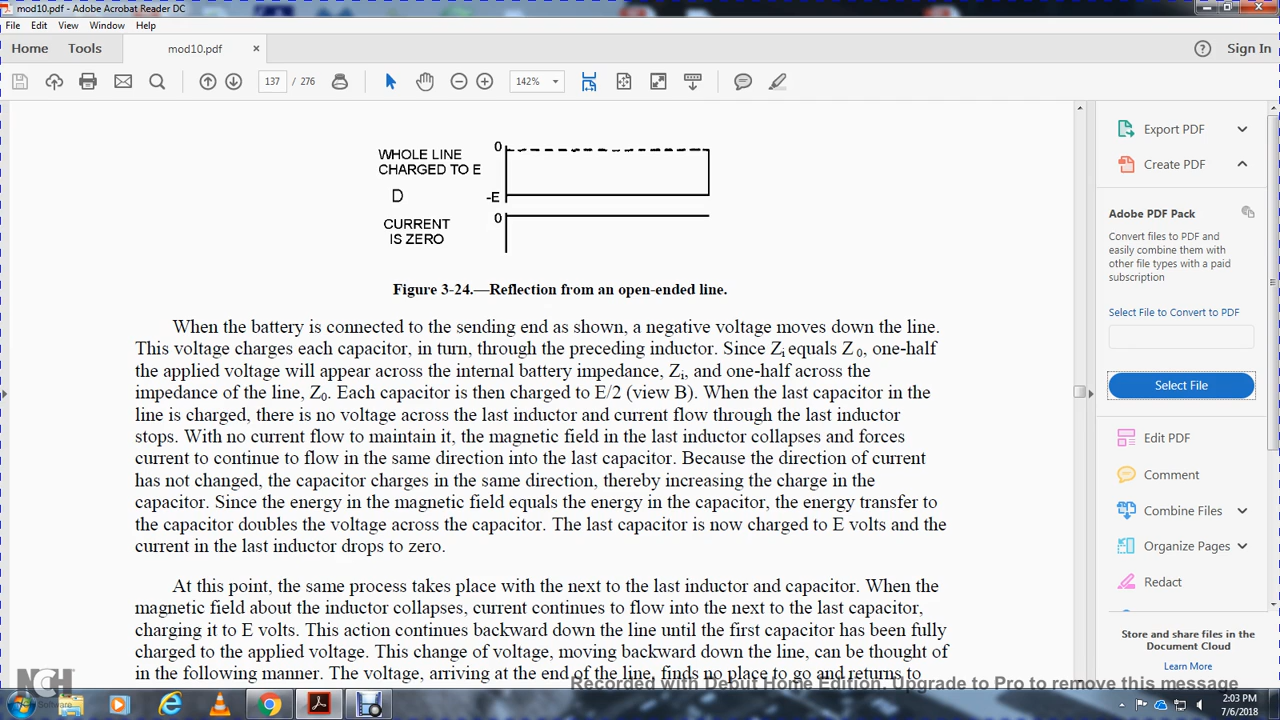 mod10.pdf - Adobe Acrobat Reader DC
File Edit View Window Help
Home Tools mod10.pdf × Sign In
137 / 276 142%
WHOLE LINE
CHARGED TO E
D
0
-E
CURRENT
IS ZERO
0
Figure 3-24.—Reflection from an open-ended line.
When the battery is connected to the sending end as shown, a negative voltage moves down the line.
This voltage charges each capacitor, in turn, through the preceding inductor. Since Zi equals Z 0, one-half
the applied voltage will appear across the internal battery impedance, Zi, and one-half across the
impedance of the line, Z0. Each capacitor is then charged to E/2 (view B). When the last capacitor in the
line is charged, there is no voltage across the last inductor and current flow through the last inductor
stops. With no current flow to maintain it, the magnetic field in the last inductor collapses and forces
current to continue to flow in the same direction into the last capacitor. Because the direction of current
has not changed, the capacitor charges in the same direction, thereby increasing the charge in the
capacitor. Since the energy in the magnetic field equals the energy in the capacitor, the energy transfer to
the capacitor doubles the voltage across the capacitor. The last capacitor is now charged to E volts and the
current in the last inductor drops to zero.
At this point, the same process takes place with the next to the last inductor and capacitor. When the
magnetic field about the inductor collapses, current continues to flow into the next to the last capacitor,
charging it to E volts. This action continues backward down the line until the first capacitor has been fully
charged to the applied voltage. This change of voltage, moving backward down the line, can be thought of
in the following manner. The voltage, arriving at the end of the line, finds no place to go and returns to
Export PDF
Create PDF
Adobe PDF Pack
Convert files to PDF and
easily combine them with
other file types with a paid
subscription
Select File to Convert to PDF
Select File
Edit PDF
Comment
Combine Files
Organize Pages
Redact
Store and share files in the
Document Cloud
Learn More
NCH
Software
Recorded with Debut Home Edition. Upgrade to Pro to remove this message
2:03 PM
7/6/2018